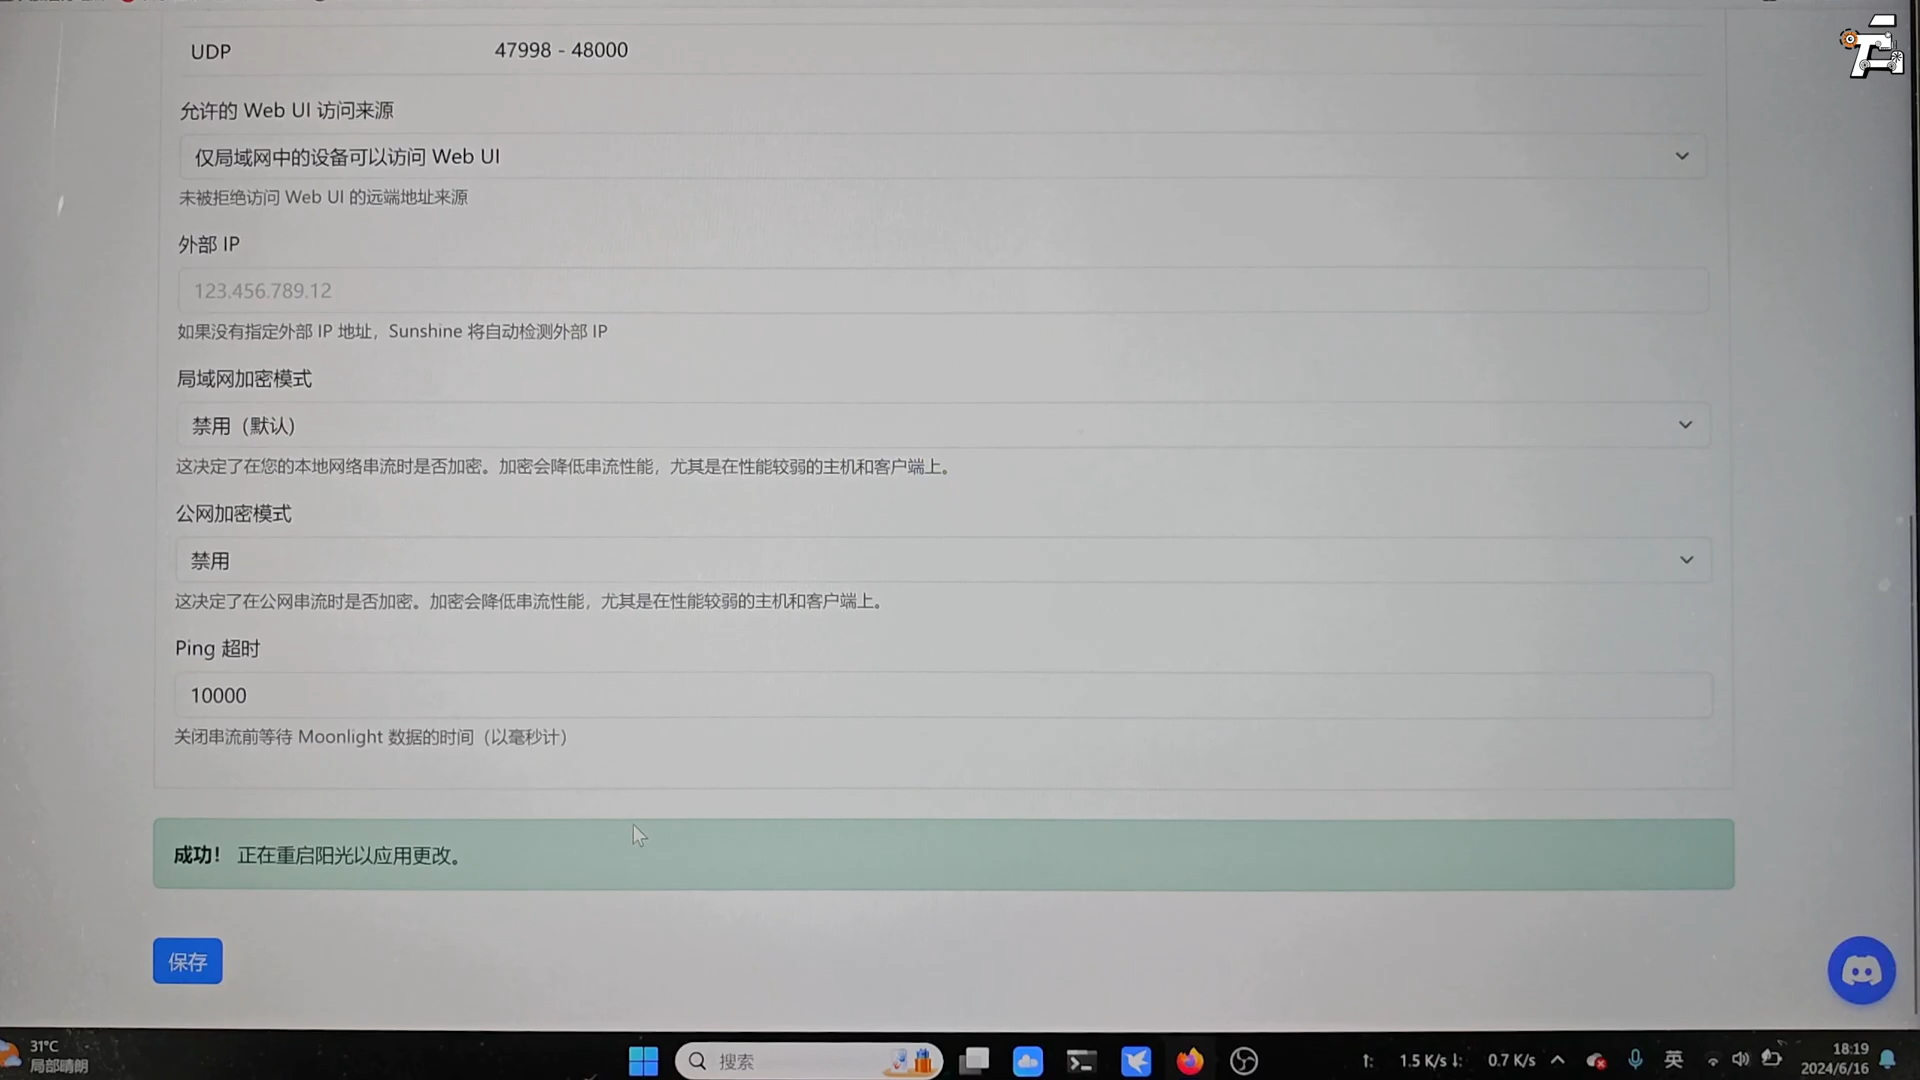 UDP 47998 - 48000
允许的 Web UI 访问来源
仅局域网中的设备可以访问 Web UI
未被拒绝访问 Web UI 的远端地址来源
外部 IP
123.456.789.12
如果没有指定外部 IP 地址，Sunshine 将自动检测外部 IP
局域网加密模式
禁用（默认）
这决定了在您的本地网络串流时是否加密。加密会降低串流性能，尤其是在性能较弱的主机和客户端上。
公网加密模式
禁用
这决定了在公网串流时是否加密。加密会降低串流性能，尤其是在性能较弱的主机和客户端上。
Ping 超时
10000
关闭串流前等待 Moonlight 数据的时间（以毫秒计）
成功！ 正在重启阳光以应用更改。
保存
31°C
局部晴朗
搜索
1.5 K/s
0.7 K/s
英
18:19
2024/6/16